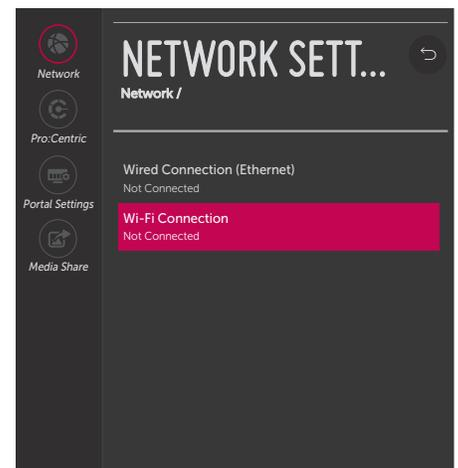 NETWORK SETT...
Network /
Network
Pro:Centric
Portal Settings
Media Share
Wired Connection (Ethernet)
Not Connected
Wi-Fi Connection
Not Connected